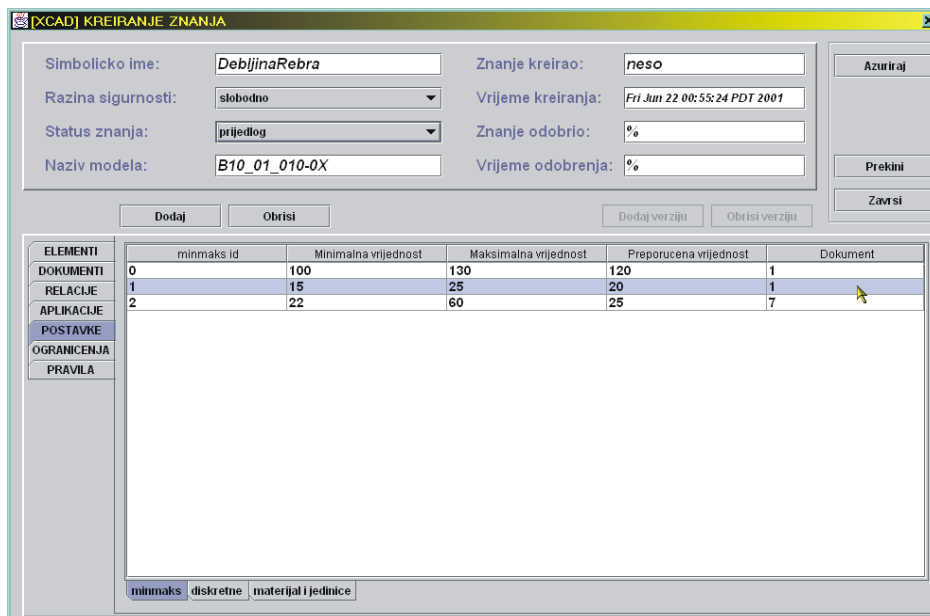 [XCAD] KREIRANJE ZNANJA
Simbolicko ime: DebljinaRebra Znanje kreirao: neso Azuriraj
Razina sigurnosti: slobodno Vrijeme kreiranja: Fri Jun 22 00:55:24 PDT 2001
Status znanja: prijedlog Znanje odobrio: %
Naziv modela: B10_01_010-0X Vrijeme odobrenja: % Prekini
Zavrsi
Dodaj Obrisi Dodaj verziju Obrisi verziju
ELEMENTI
DOKUMENTI
RELACIJE
APLIKACIJE
POSTAVKE
OGRANICENJA
PRAVILA
minmaks id Minimalna vrijednost Maksimalna vrijednost Preporucena vrijednost Dokument
0 100 130 120 1
1 15 25 20 1
2 22 60 25 7
minmaks diskretne materijal i jedinice